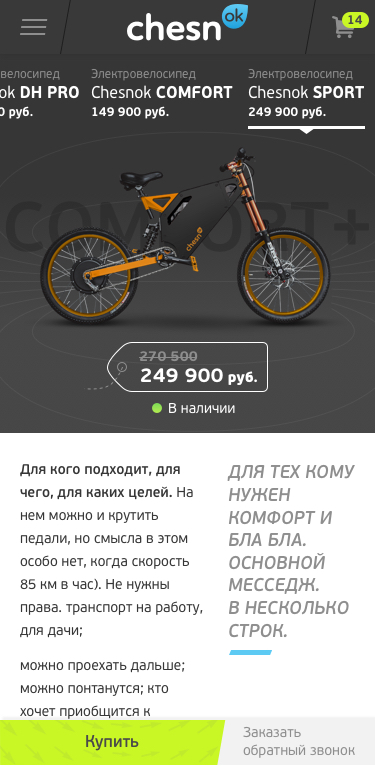 chesn ok
14
велосипед
Электровелосипед
Электровелосипед
ok DH PRO
Chesnok COMFORT
Chesnok SPORT
0 руб.
149 900 руб.
249 900 руб.
COMFORT+
chesn ok
270 500
249 900 руб.
В наличии
Для кого подходит, для
чего, для каких целей. На
нем можно и крутить
педали, но смысла в этом
особо нет, когда скорость
85 км в час). Не нужны
права. транспорт на работу,
для дачи;
можно проехать дальше;
можно понтанутся; кто
хочет приобщится к
ДЛЯ ТЕХ КОМУ
НУЖЕН
КОМФОРТ И
БЛА БЛА.
ОСНОВНОЙ
МЕССЕДЖ.
В НЕСКОЛЬКО
СТРОК.
Купить
Заказать
обратный звонок